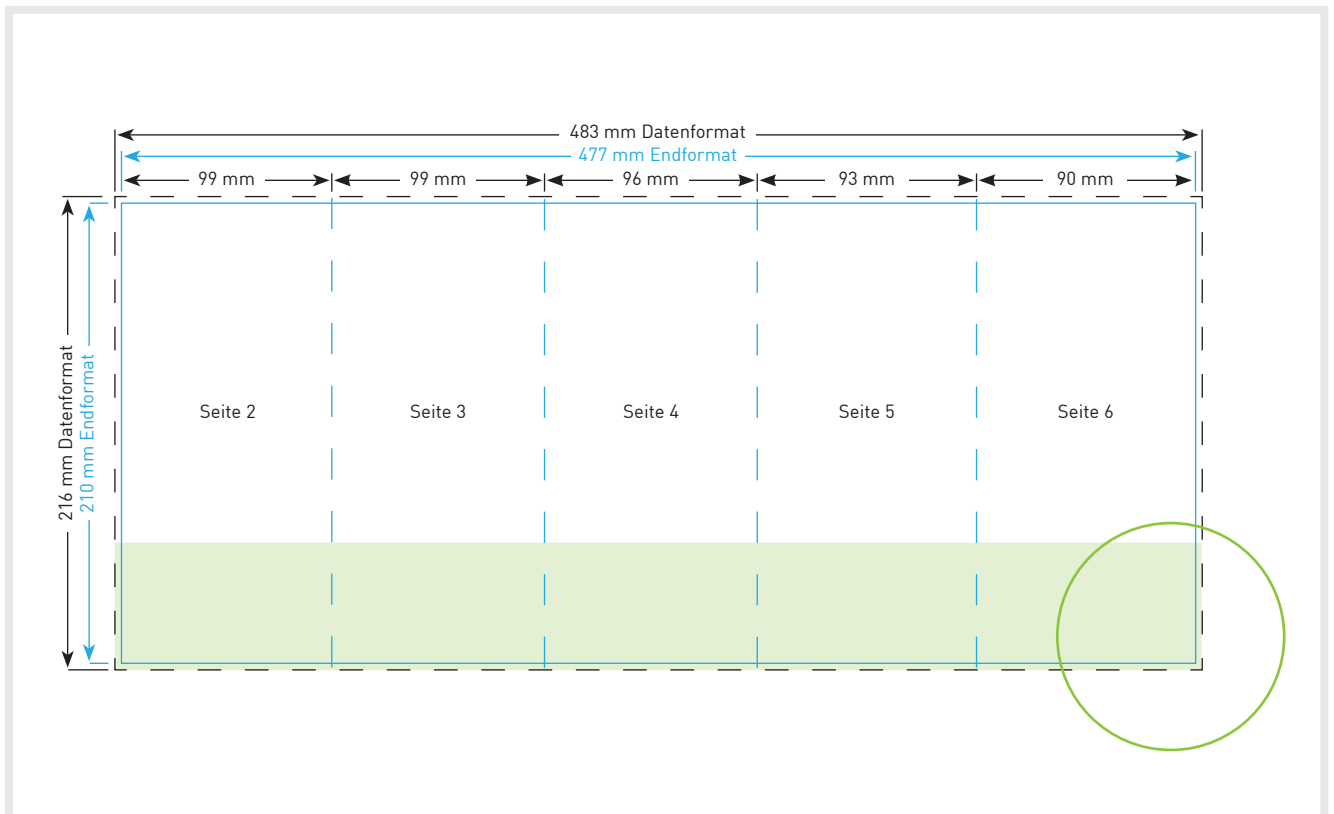 483 mm Datenformat
477 mm Endformat
99 mm
99 mm
96 mm
93 mm
90 mm
216 mm Datenformat
210 mm Endformat
Seite 2
Seite 3
Seite 4
Seite 5
Seite 6